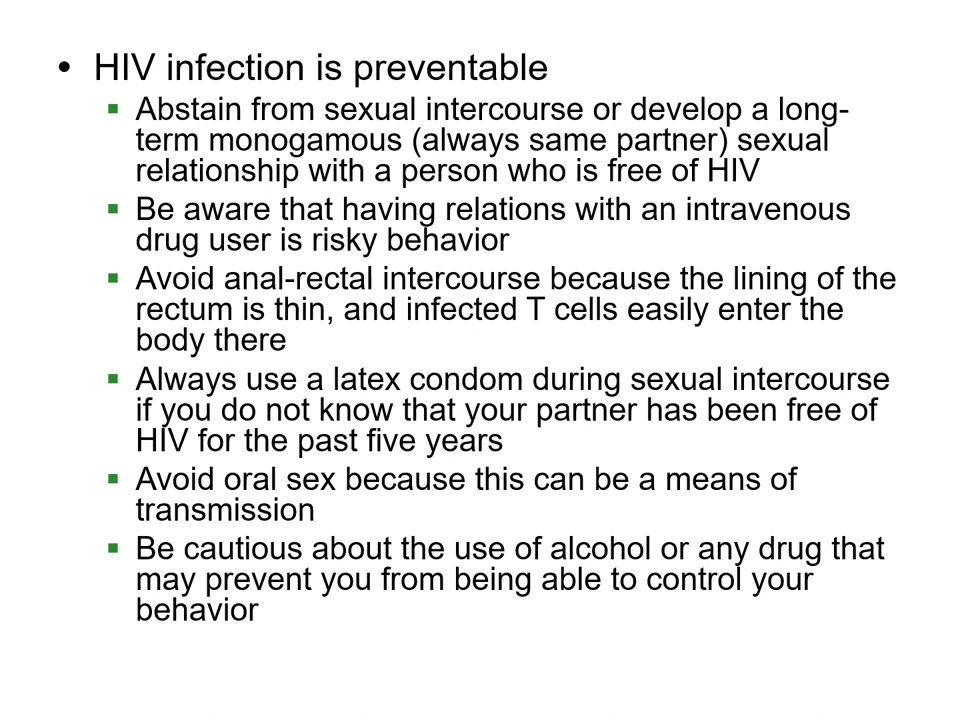 • HIV infection is preventable
▪ Abstain from sexual intercourse or develop a long-
term monogamous (always same partner) sexual
relationship with a person who is free of HIV
▪ Be aware that having relations with an intravenous
drug user is risky behavior
▪ Avoid anal-rectal intercourse because the lining of the
rectum is thin, and infected T cells easily enter the
body there
▪ Always use a latex condom during sexual intercourse
if you do not know that your partner has been free of
HIV for the past five years
▪ Avoid oral sex because this can be a means of
transmission
▪ Be cautious about the use of alcohol or any drug that
may prevent you from being able to control your
behavior